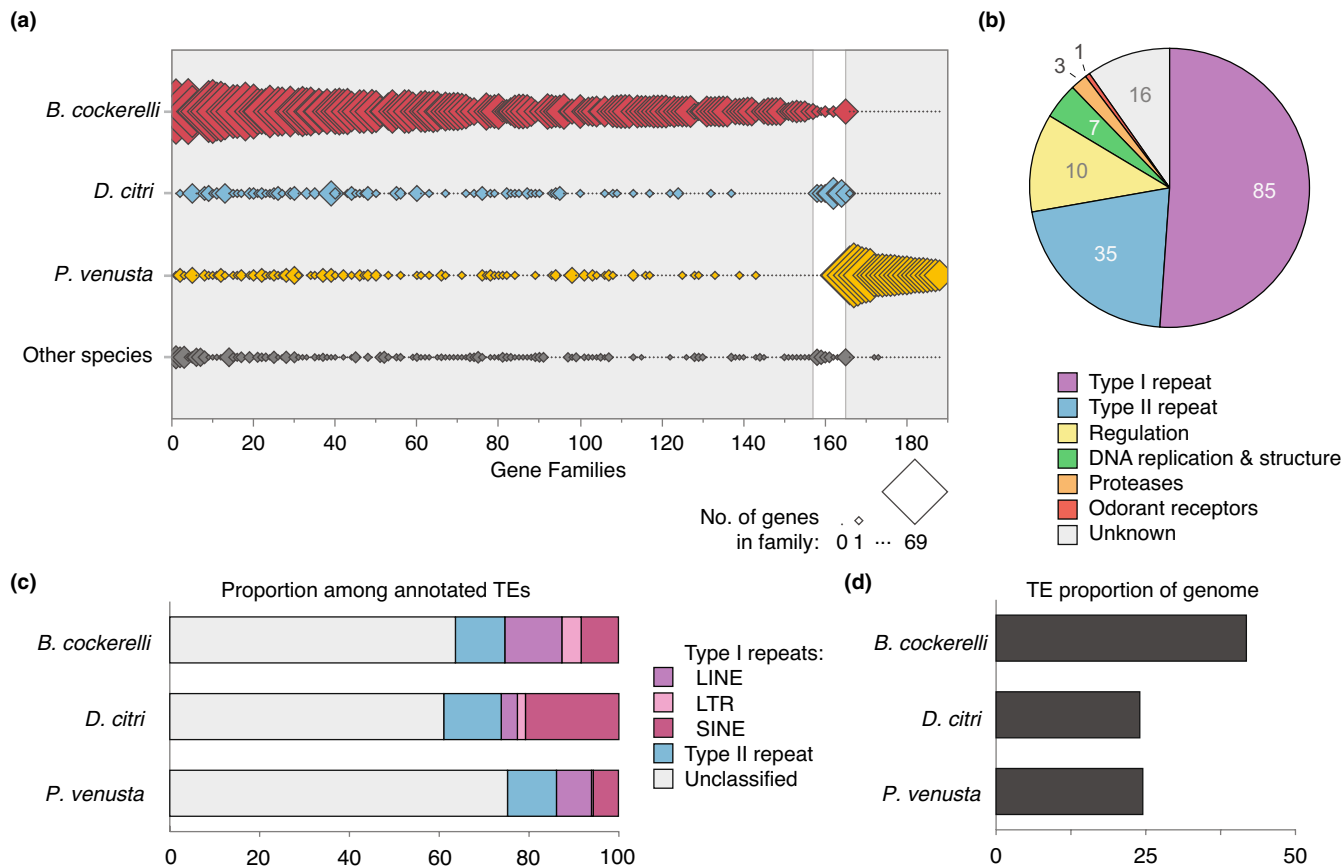 (a)
B. cockerelli
D. citri
P. venusta
Other species
0 20 40 60 80 100 120 140 160 180
Gene Families
No. of genes
in family: 0 1 ... 69
(b)
85
35
10
7
3
1
16
Type I repeat
Type II repeat
Regulation
DNA replication & structure
Proteases
Odorant receptors
Unknown
(c)
Proportion among annotated TEs
B. cockerelli
D. citri
P. venusta
0 20 40 60 80 100
Type I repeats:
LINE
LTR
SINE
Type II repeat
Unclassified
(d)
TE proportion of genome
B. cockerelli
D. citri
P. venusta
0 25 50